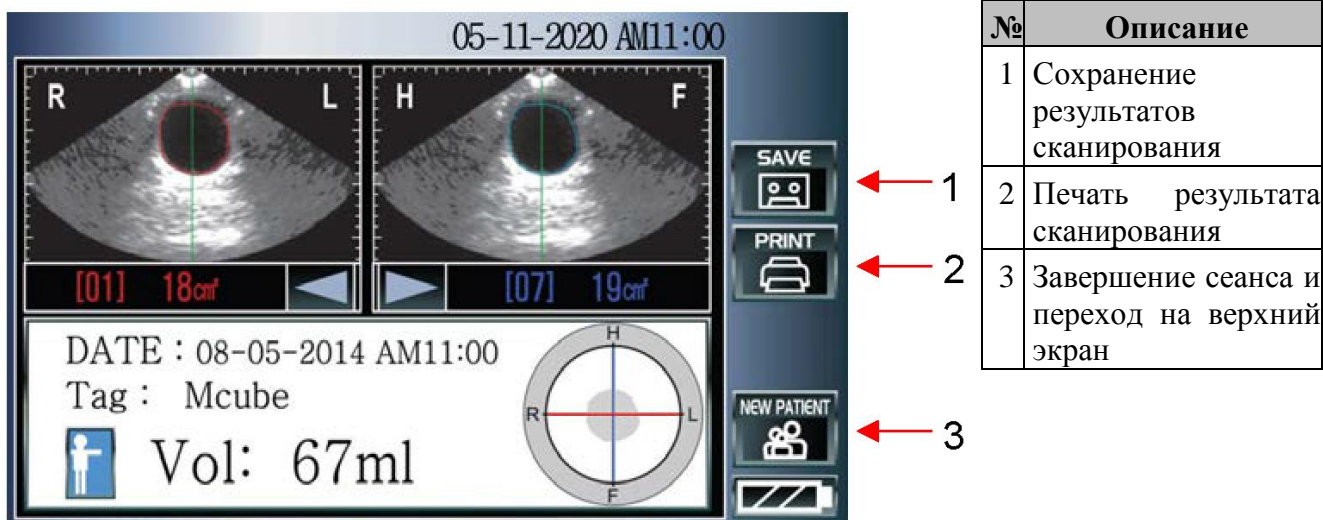 05-11-2020 AM11:00
R L
H F
[01] 18cm²
[07] 19cm²
DATE : 08-05-2014 AM11:00
Tag : Mcube
Vol: 67ml
H
R L
F
SAVE
PRINT
NEW PATIENT
1
2
3
№ Описание
1 Сохранение
результатов
сканирования
2 Печать результата
сканирования
3 Завершение сеанса и
переход на верхний
экран